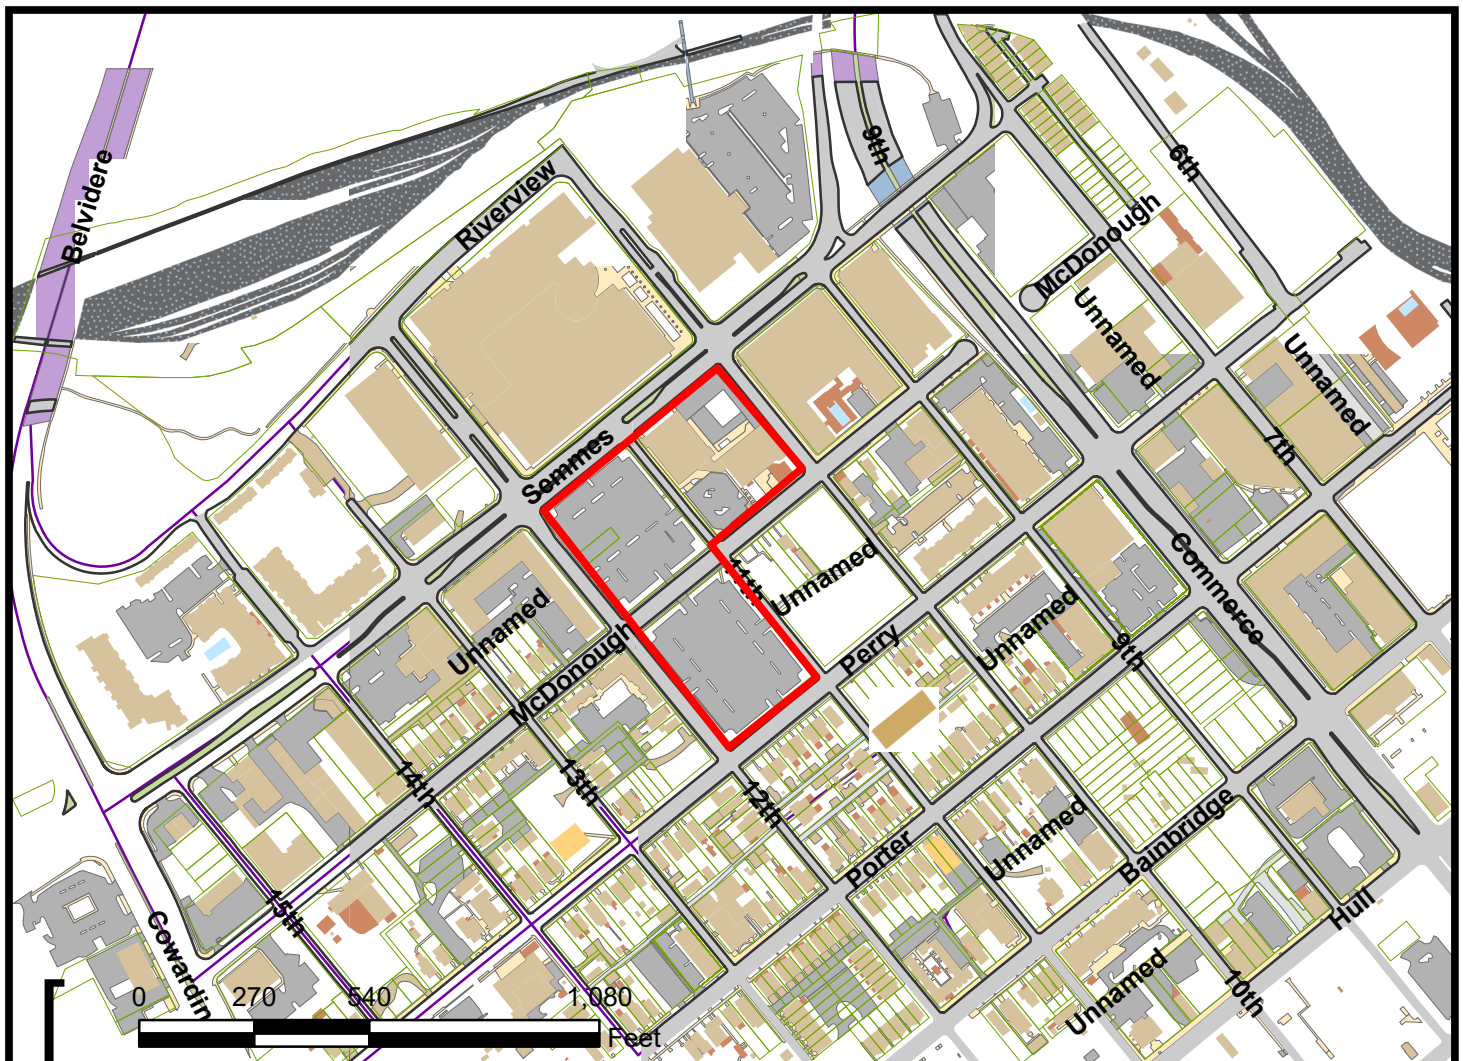 9th
6th
Belvidere
Riverview
McDonough
Unnamed
Unnamed
7th
Semmes
11th
Unnamed
Commerce
Unnamed
McDonough
Perry
Unnamed
9th
14th
13th
12th
Porter
Unnamed
Bainbridge
15th
Cowardin
Hull
Unnamed
10th
0 270 540 1,080
Feet